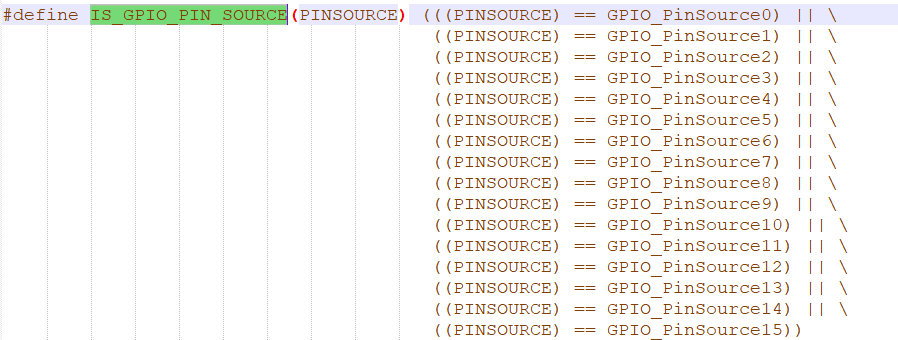 #define IS_GPIO_PIN_SOURCE(PINSOURCE) (((PINSOURCE) == GPIO_PinSource0) || \
((PINSOURCE) == GPIO_PinSource1) || \
((PINSOURCE) == GPIO_PinSource2) || \
((PINSOURCE) == GPIO_PinSource3) || \
((PINSOURCE) == GPIO_PinSource4) || \
((PINSOURCE) == GPIO_PinSource5) || \
((PINSOURCE) == GPIO_PinSource6) || \
((PINSOURCE) == GPIO_PinSource7) || \
((PINSOURCE) == GPIO_PinSource8) || \
((PINSOURCE) == GPIO_PinSource9) || \
((PINSOURCE) == GPIO_PinSource10) || \
((PINSOURCE) == GPIO_PinSource11) || \
((PINSOURCE) == GPIO_PinSource12) || \
((PINSOURCE) == GPIO_PinSource13) || \
((PINSOURCE) == GPIO_PinSource14) || \
((PINSOURCE) == GPIO_PinSource15))